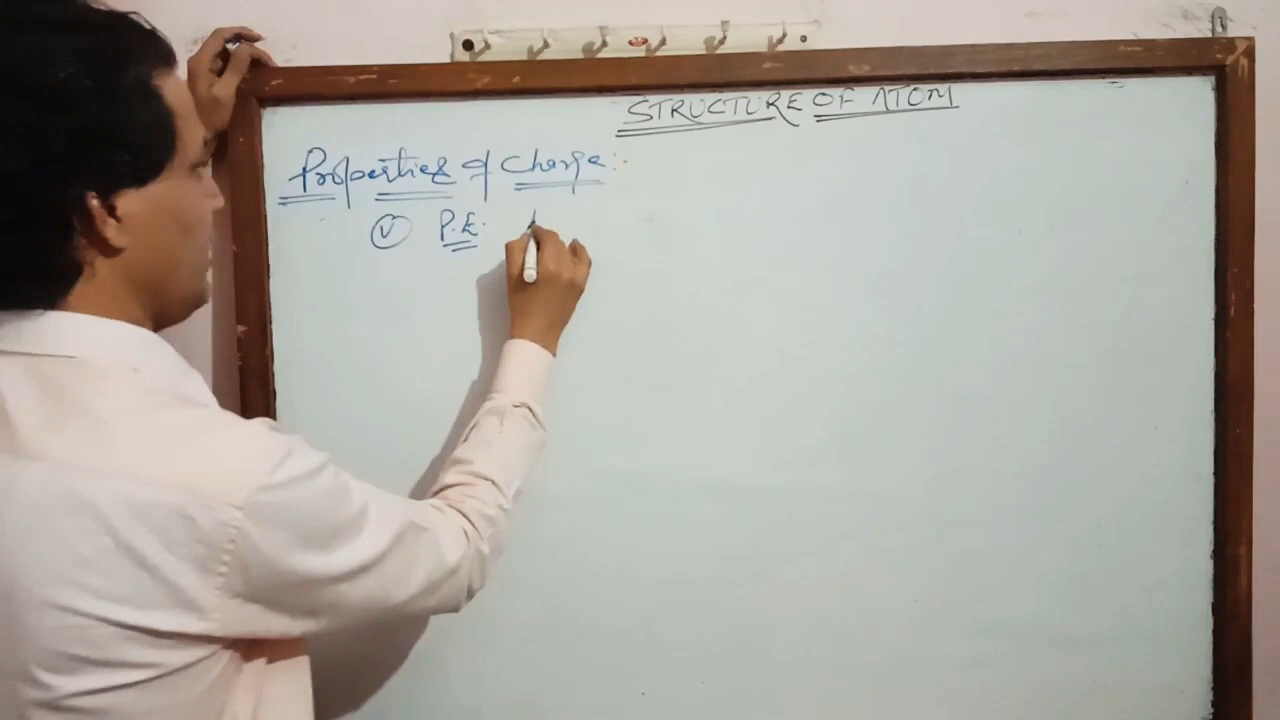 STRUCTURE OF ATOM
Properties of Charge:-
(V) P.E.